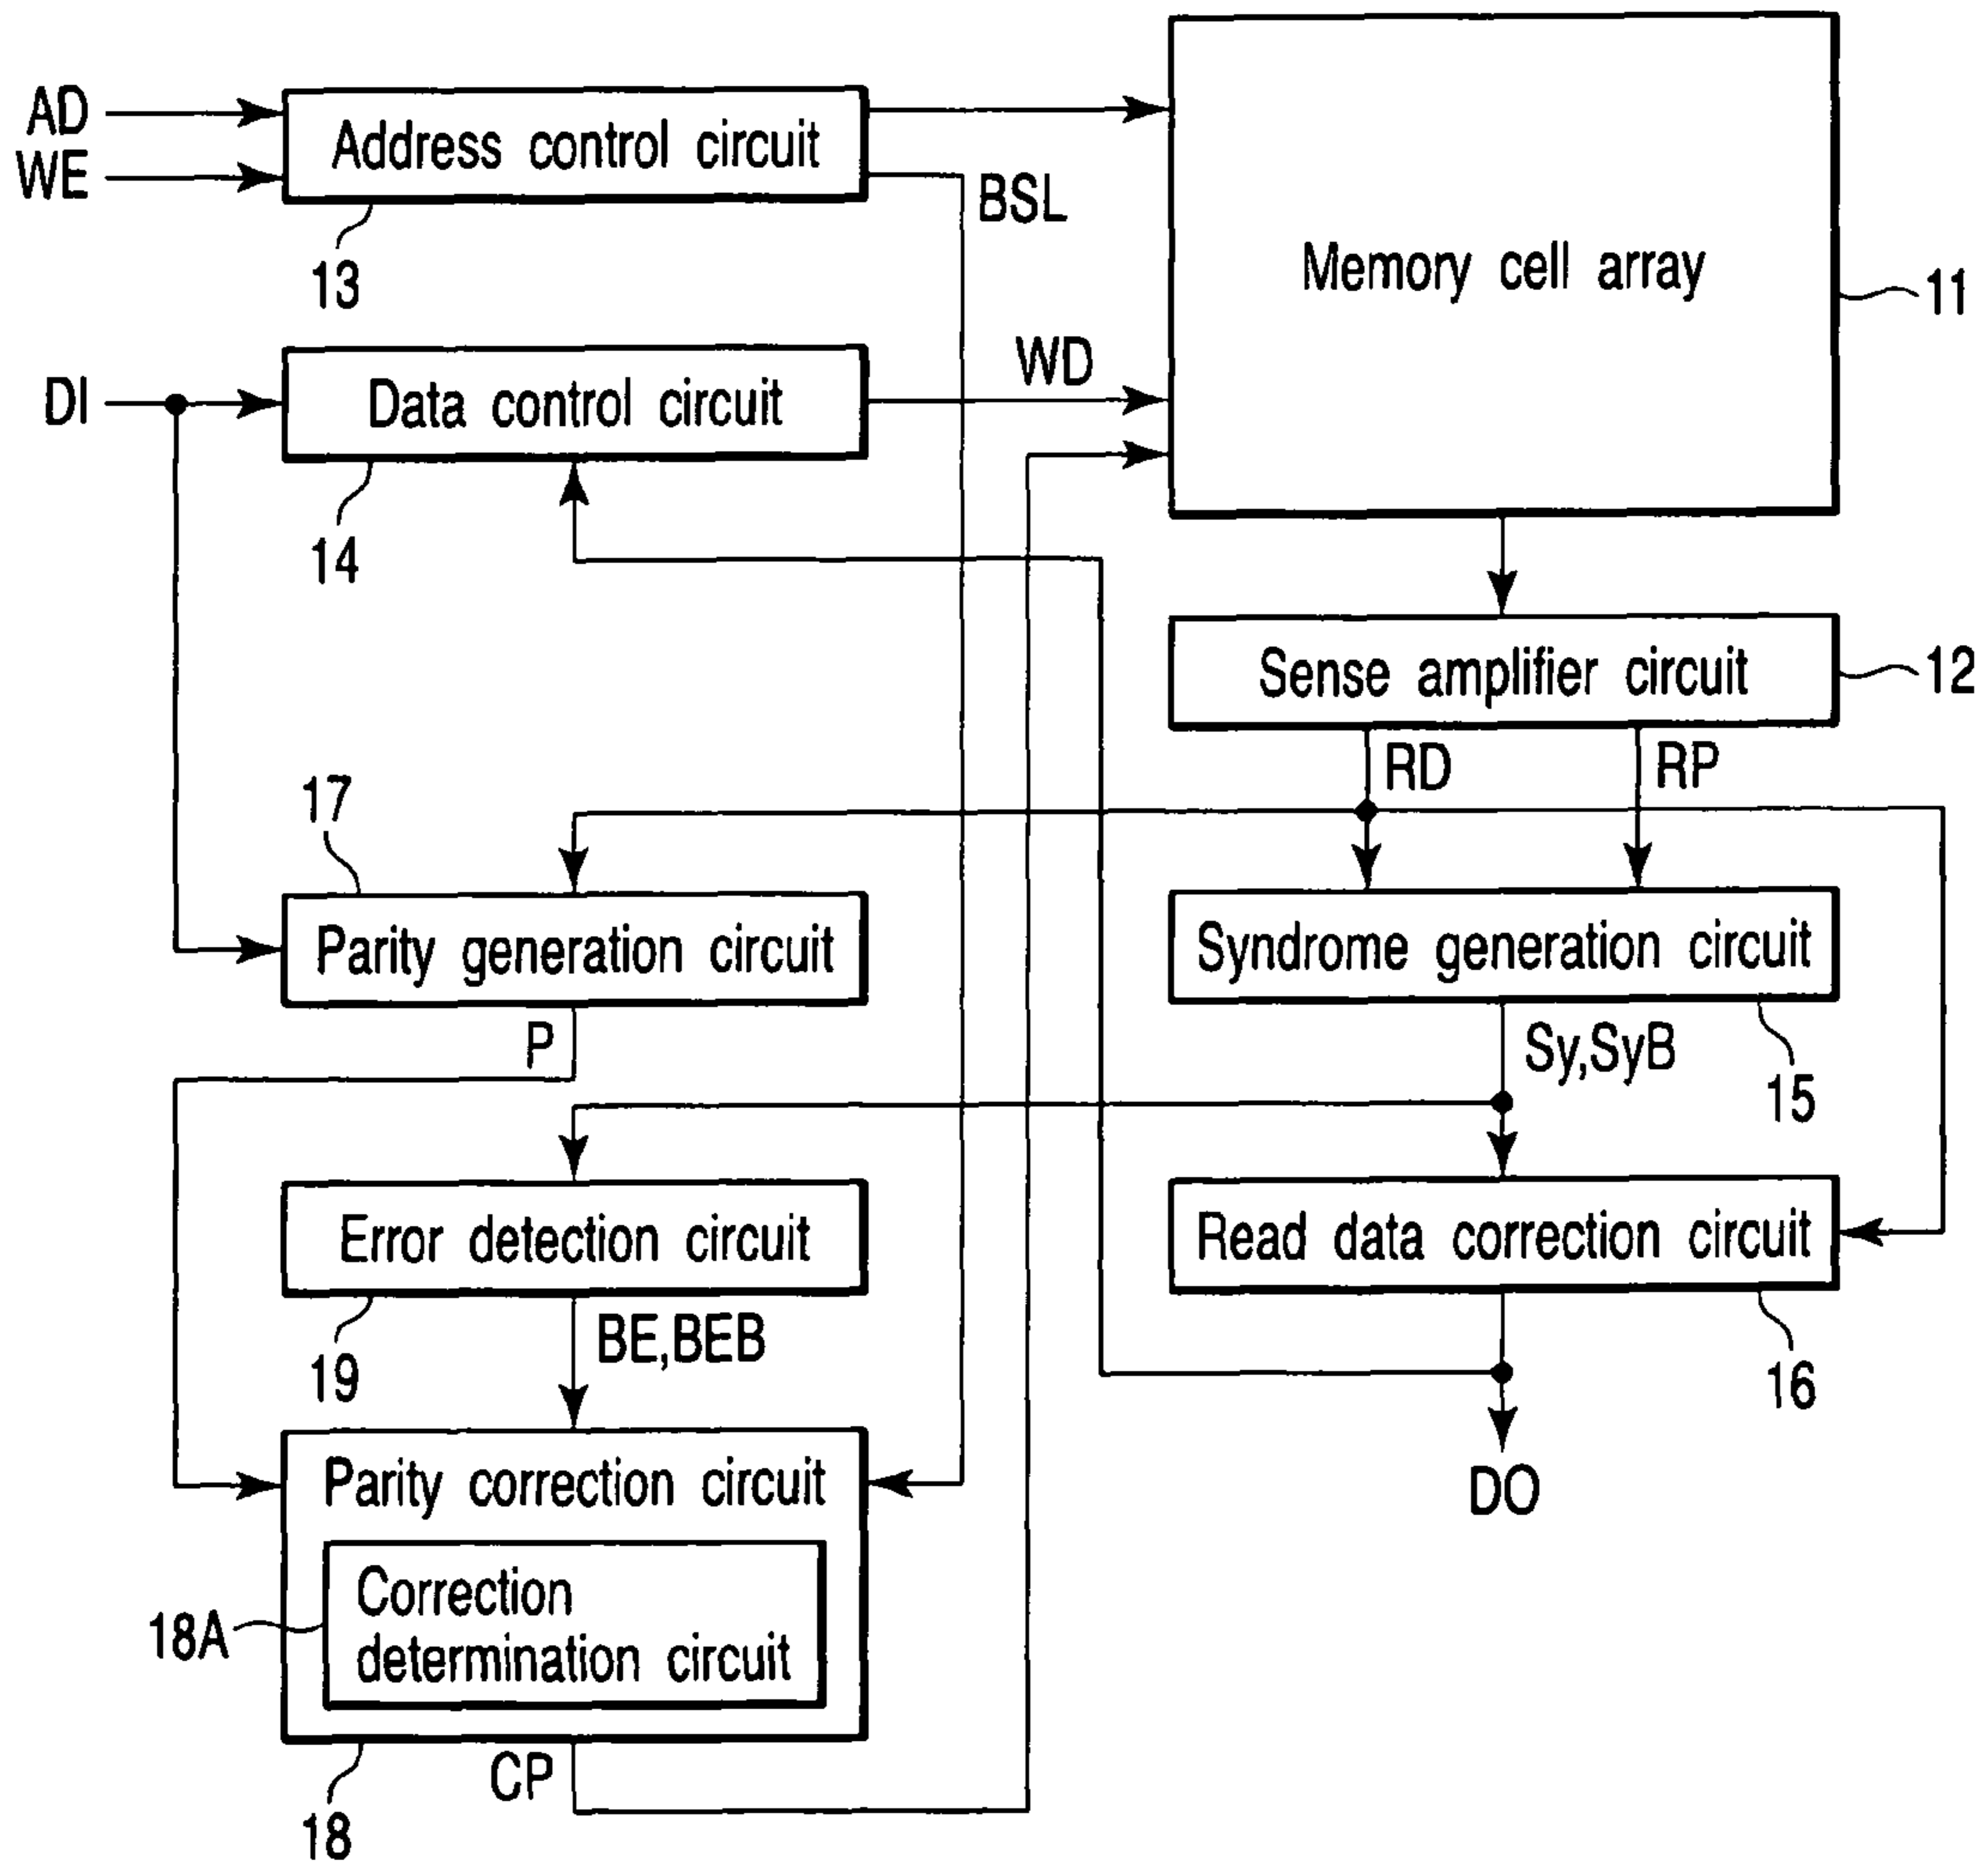 AD
WE
Address control circuit
13
BSL
Memory cell array
11
DI
Data control circuit
14
WD
Sense amplifier circuit
12
RD
RP
17
Parity generation circuit
P
Syndrome generation circuit
Sy,SyB
15
Error detection circuit
19
BE,BEB
Read data correction circuit
16
DO
Parity correction circuit
Correction
determination circuit
18A
18
CP